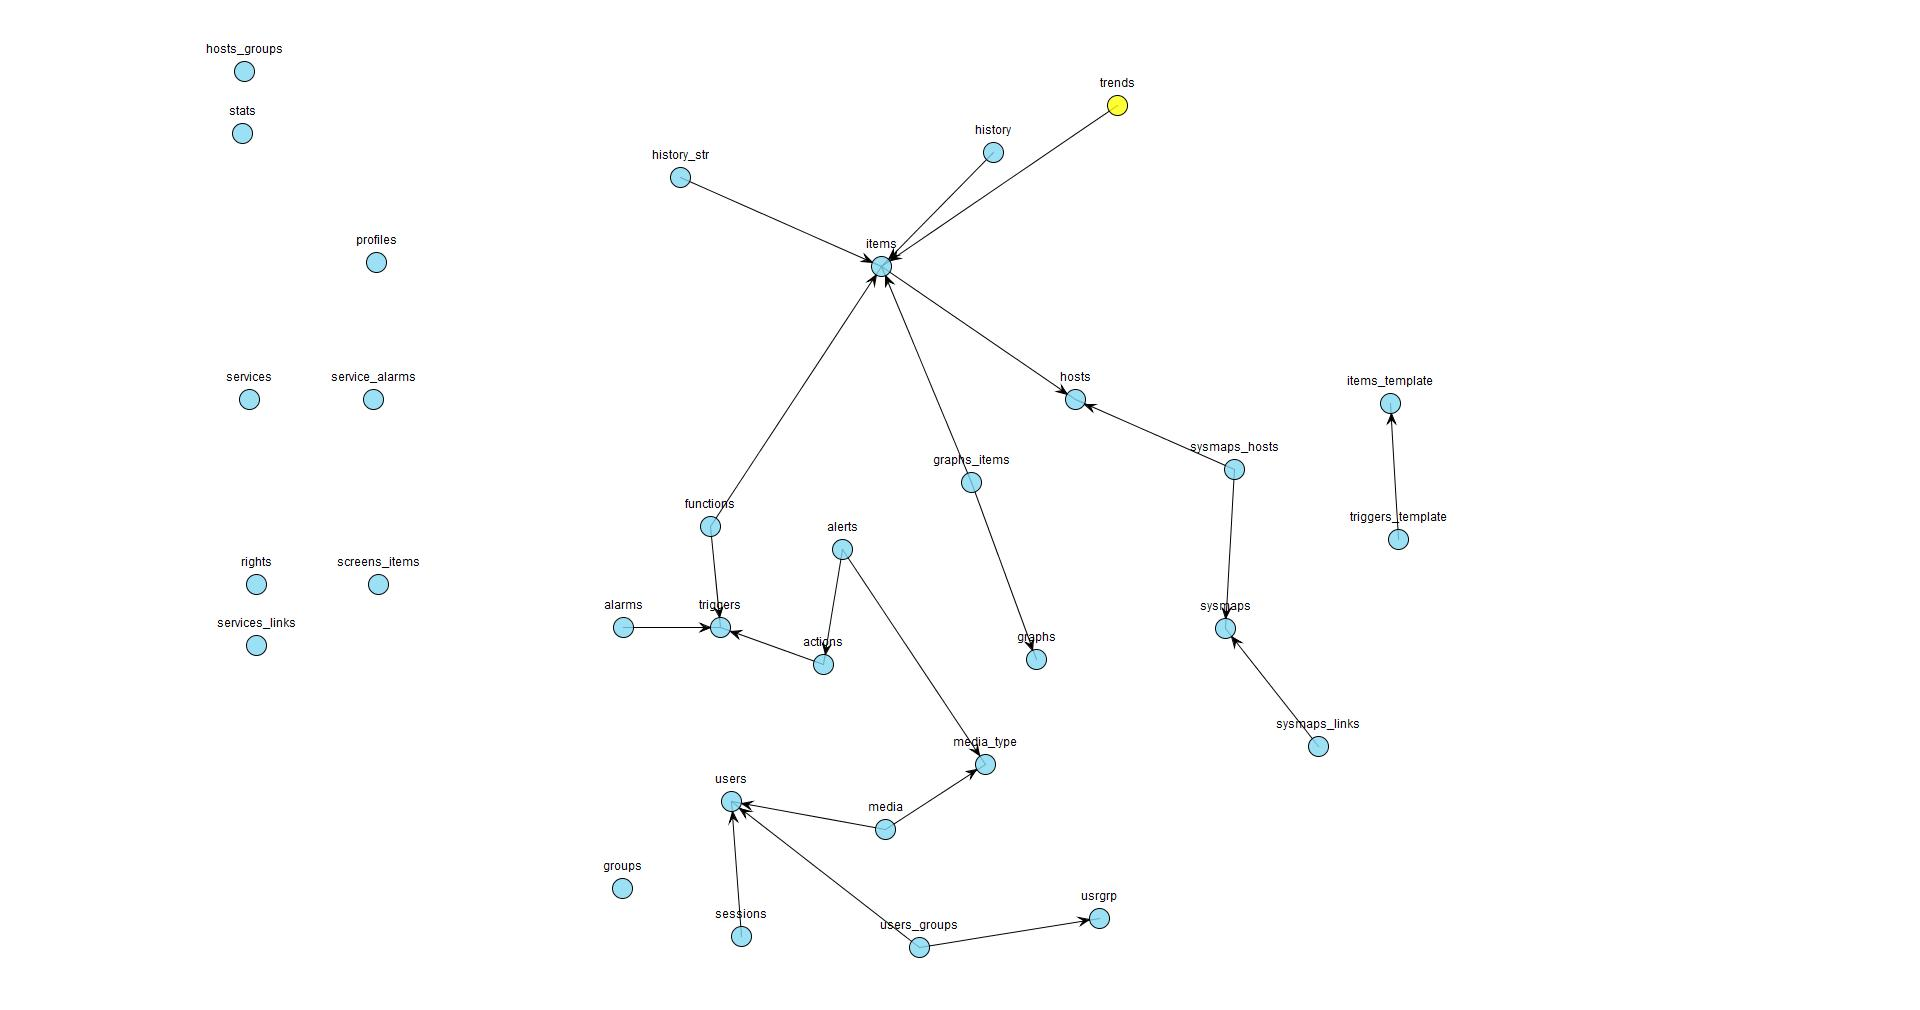 hosts_groups
stats
trends
history
history_str
profiles
items
services
service_alarms
hosts
items_template
sysmaps_hosts
graphs_items
functions
triggers_template
alerts
rights
screens_items
alarms
triggers
sysmaps
services_links
actions
graphs
sysmaps_links
media_type
users
media
groups
usrgrp
sessions
users_groups